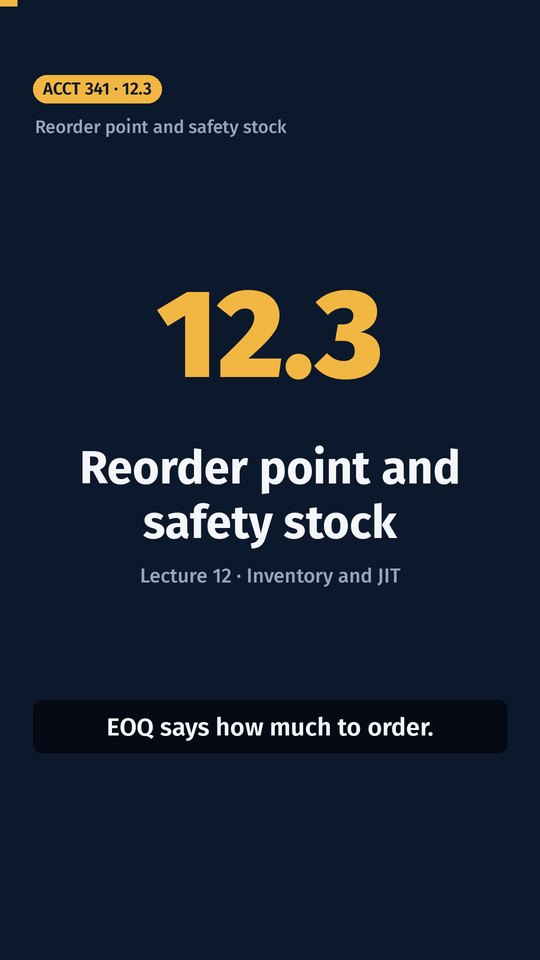 ACCT 341 · 12.3
Reorder point and safety stock
12.3
Reorder point and
safety stock
Lecture 12 · Inventory and JIT
EOQ says how much to order.